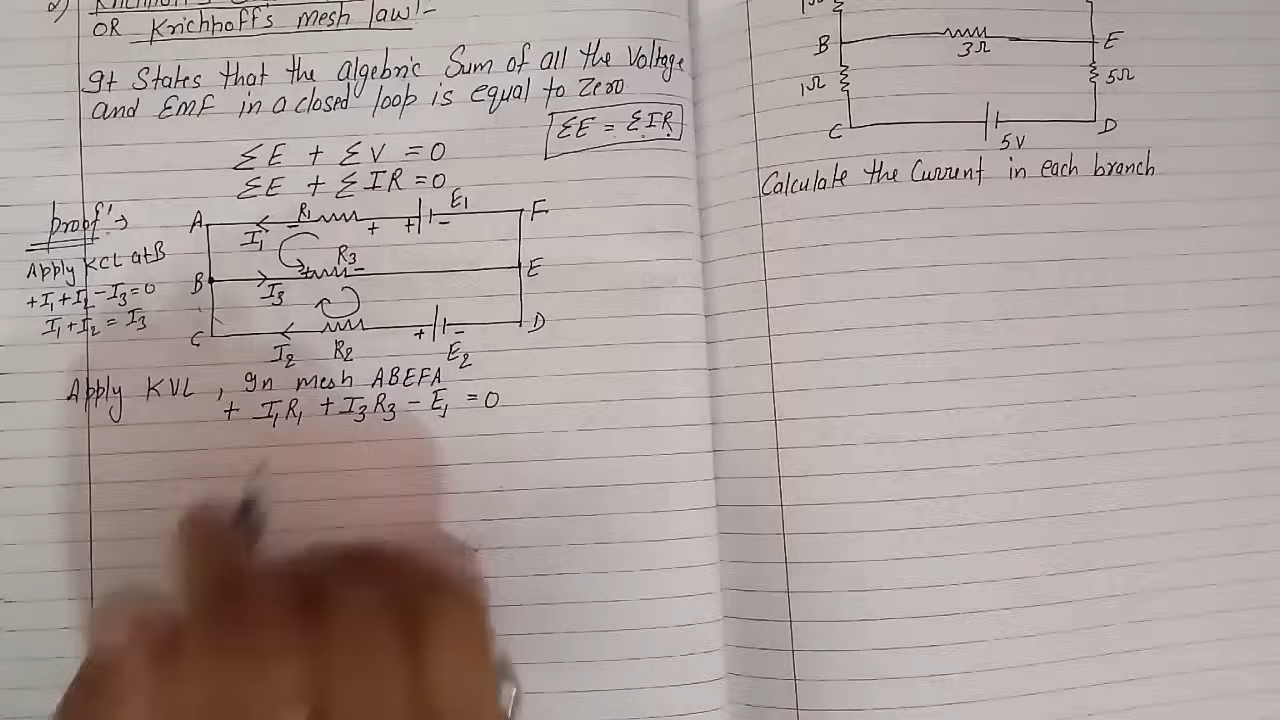 2)
OR Krichhoff's mesh law :-
It States that the algebric Sum of all the Voltage
and EMF in a closed loop is equal to Zero
ΣE = ΣIR
ΣE + ΣV = 0
ΣE + ΣIR = 0
proof :→
Apply KCL at B
+I₁+I₂-I₃=0
I₁+I₂ = I₃
A R₁ + + - E₁ F
I₁
B R₃ - E
I₃
C I₂ R₂ + - E₂ D
Apply KVL , In mesh ABEFA
+ I₁R₁ + I₃R₃ - E₁ = 0
B 3Ω E
1Ω 5Ω
C 5V D
Calculate the Current in each branch